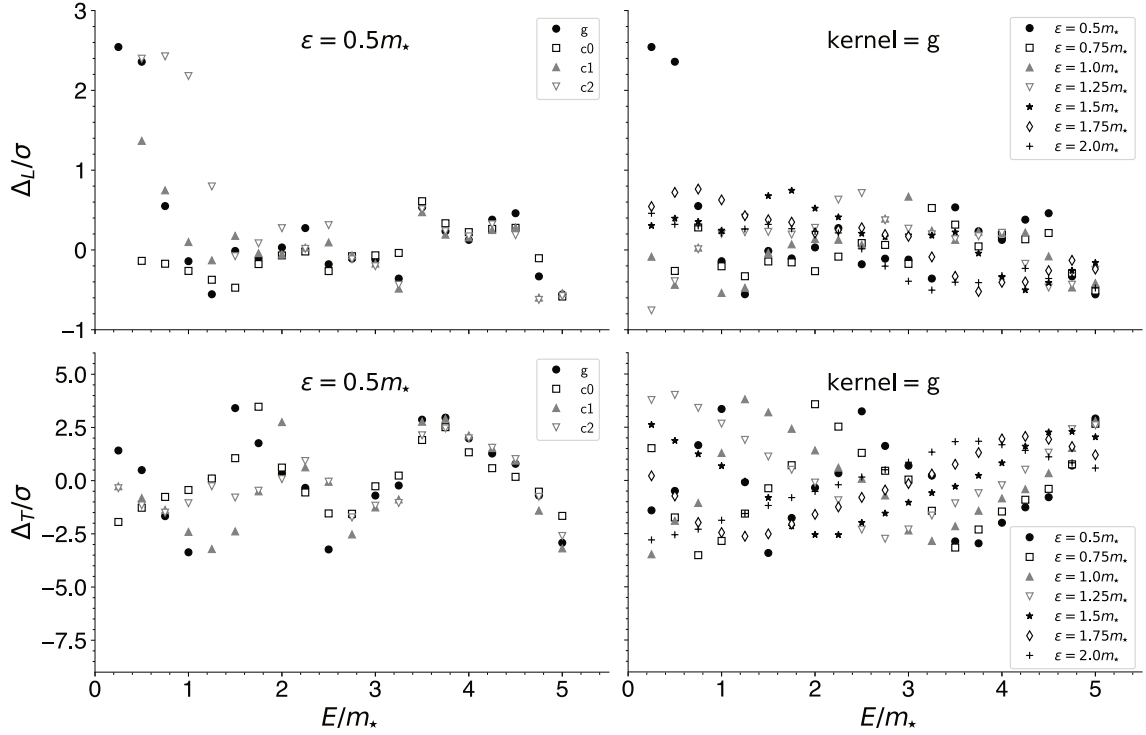 3
2
1
0
−1
Δ_L/σ
ε = 0.5m⋆
g
c0
c1
c2
kernel = g
ε = 0.5m⋆
ε = 0.75m⋆
ε = 1.0m⋆
ε = 1.25m⋆
ε = 1.5m⋆
ε = 1.75m⋆
ε = 2.0m⋆
5.0
2.5
0.0
−2.5
−5.0
−7.5
Δ_T/σ
ε = 0.5m⋆
g
c0
c1
c2
kernel = g
ε = 0.5m⋆
ε = 0.75m⋆
ε = 1.0m⋆
ε = 1.25m⋆
ε = 1.5m⋆
ε = 1.75m⋆
ε = 2.0m⋆
0 1 2 3 4 5
0 1 2 3 4 5
E/m⋆
E/m⋆